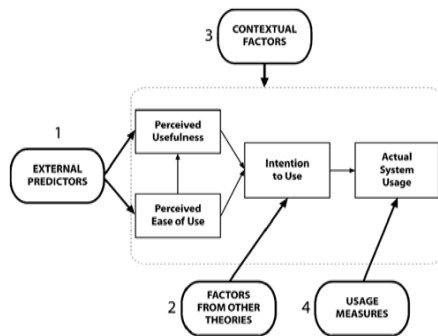 3
CONTEXTUAL
FACTORS
1
EXTERNAL
PREDICTORS
Perceived
Usefulness
Perceived
Ease of Use
Intention
to Use
Actual
System
Usage
2
FACTORS
FROM OTHER
THEORIES
4
USAGE
MEASURES